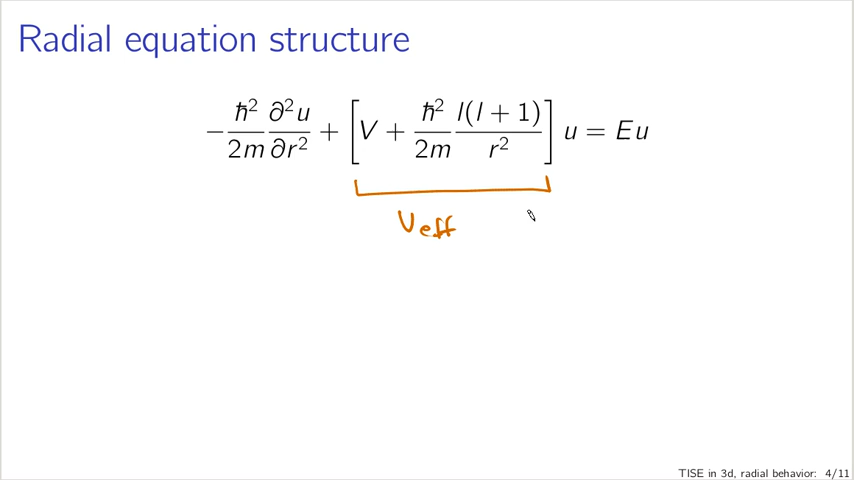 Radial equation structure
−ħ²/2m ∂²u/∂r² + [V + ħ²/2m l(l + 1)/r²] u = Eu
Veff
TISE in 3d, radial behavior: 4/11